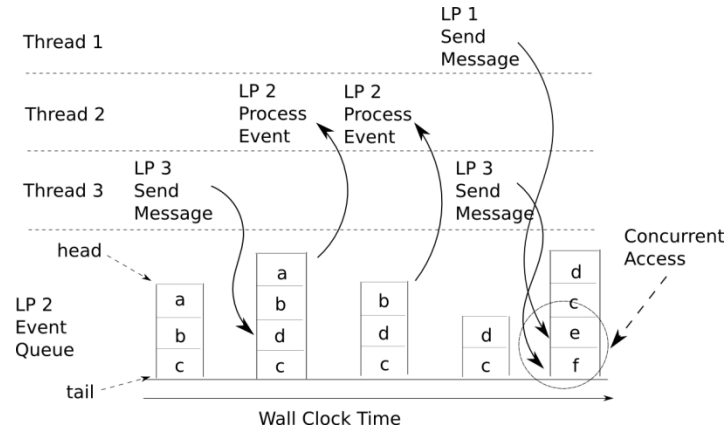 LP 1
Send
Message
Thread 1
LP 2
Process
Event
LP 2
Process
Event
Thread 2
LP 3
Send
Message
LP 3
Send
Message
Thread 3
Concurrent
Access
head
LP 2
Event
Queue
tail
a
b
c
a
b
d
c
b
d
c
d
c
d
c
e
f
Wall Clock Time